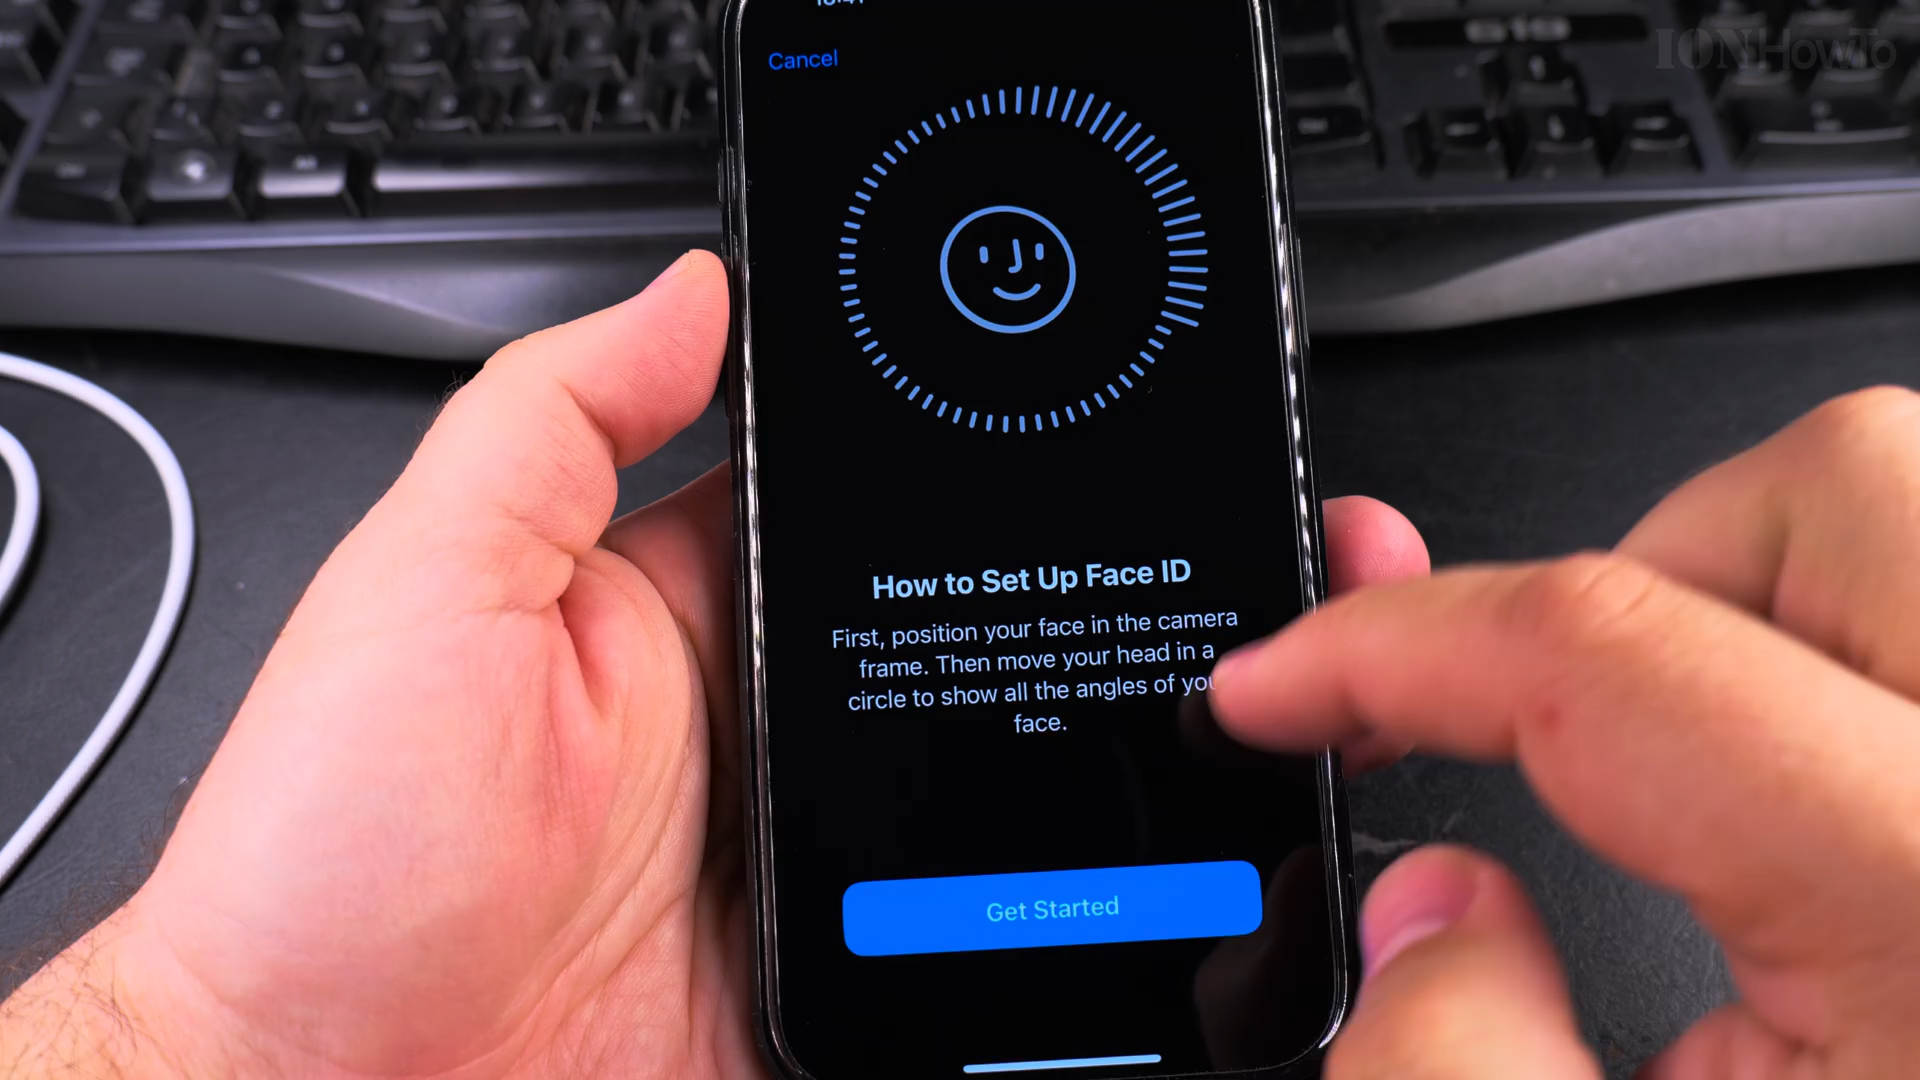 IONHowTo
Cancel
How to Set Up Face ID
First, position your face in the camera
frame. Then move your head in a
circle to show all the angles of you
face.
Get Started